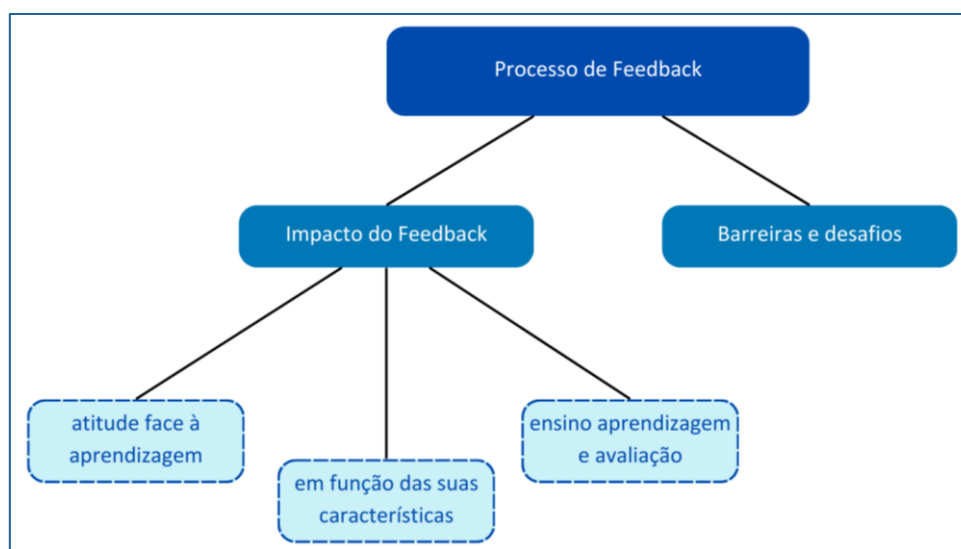 Processo de Feedback
Impacto do Feedback
Barreiras e desafios
atitude face à
aprendizagem
em função das suas
características
ensino aprendizagem
e avaliação